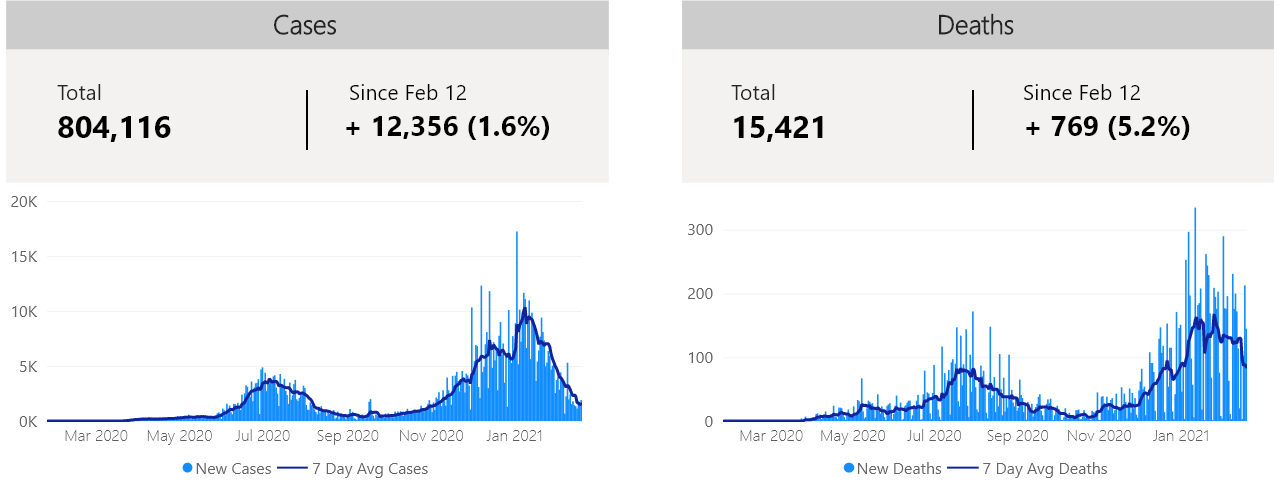 Cases
Total
804,116
Since Feb 12
+ 12,356 (1.6%)
20K
15K
10K
5K
0K
Mar 2020 May 2020 Jul 2020 Sep 2020 Nov 2020 Jan 2021
New Cases 7 Day Avg Cases
Deaths
Total
15,421
Since Feb 12
+ 769 (5.2%)
300
200
100
0
Mar 2020 May 2020 Jul 2020 Sep 2020 Nov 2020 Jan 2021
New Deaths 7 Day Avg Deaths